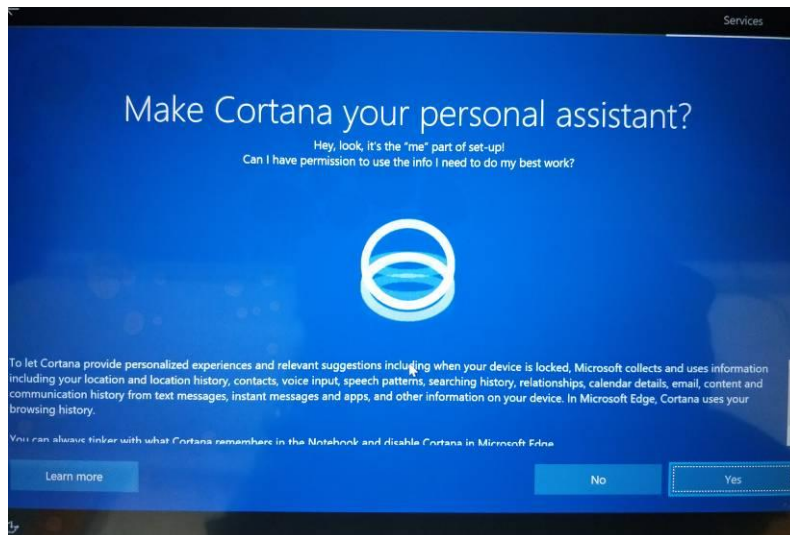 Services
Make Cortana your personal assistant?
Hey, look, it's the "me" part of set-up!
Can I have permission to use the info I need to do my best work?
To let Cortana provide personalized experiences and relevant suggestions including when your device is locked, Microsoft collects and uses information
including your location and location history, contacts, voice input, speech patterns, searching history, relationships, calendar details, email, content and
communication history from text messages, instant messages and apps, and other information on your device. In Microsoft Edge, Cortana uses your
browsing history.
You can always tinker with what Cortana remembers in the Notebook and disable Cortana in Microsoft Edge
Learn more
No
Yes